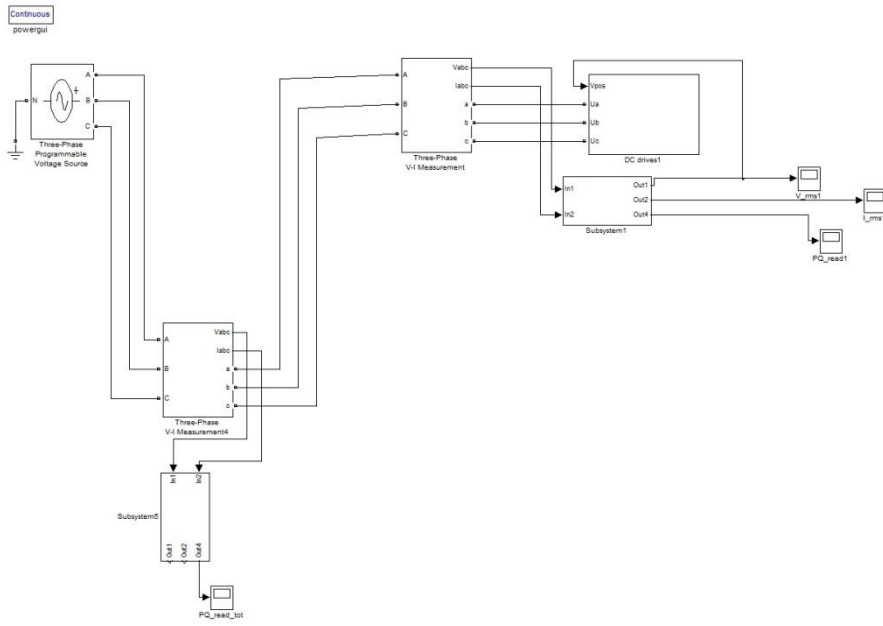 Continuous
powergui
A
N
B
C
Three-Phase
Programmable
Voltage Source
A
B
C
Vabc
Iabc
a
b
c
Three-Phase
V-I Measurement
Vpos
Ua
Ub
Uc
DC drives1
In1
In2
Out1
Out2
Out4
Subsystem1
V_rms1
I_rms1
PQ_read1
A
B
C
Vabc
Iabc
a
b
c
Three-Phase
V-I Measurement4
In1
In2
Subsystem5
Out1
Out2
Out4
PQ_read_tot